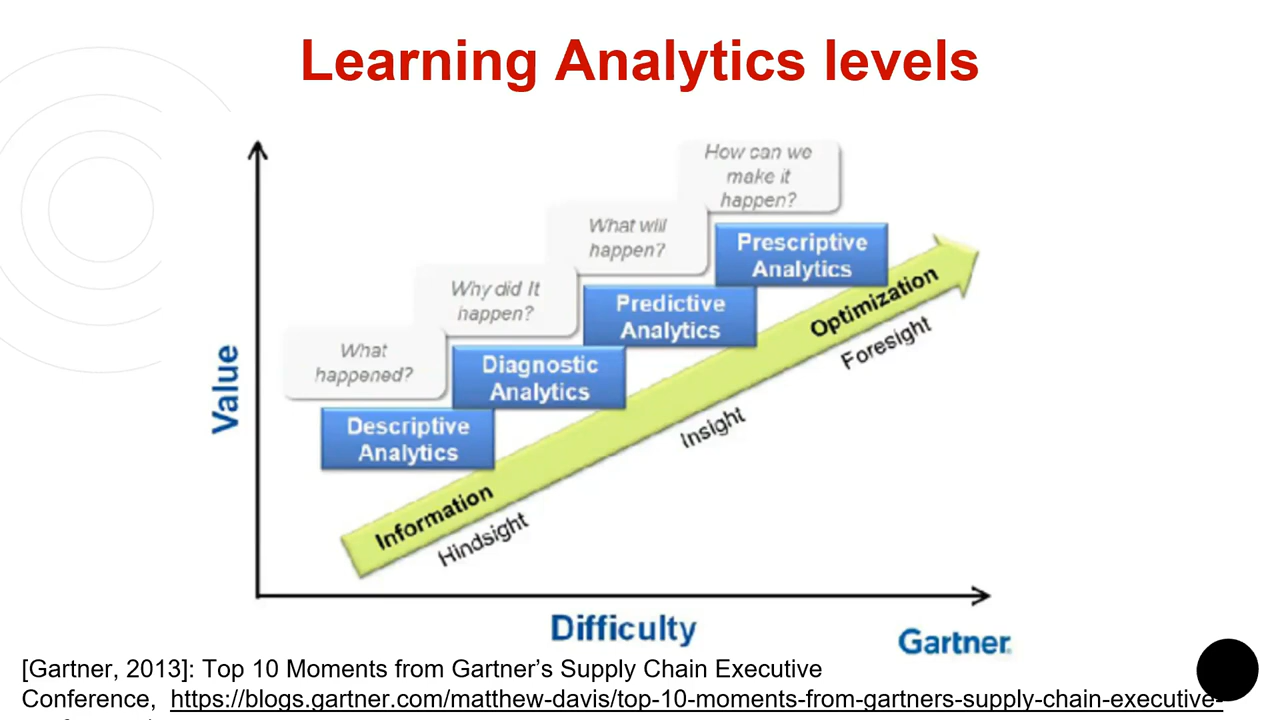 Learning Analytics levels
How can we
make it
happen?
What will
happen?
Prescriptive
Analytics
Why did It
happen?
Predictive
Analytics
Optimization
Foresight
What
happened?
Diagnostic
Analytics
Value
Insight
Descriptive
Analytics
Information
Hindsight
Difficulty
Gartner
[Gartner, 2013]: Top 10 Moments from Gartner’s Supply Chain Executive
Conference, https://blogs.gartner.com/matthew-davis/top-10-moments-from-gartners-supply-chain-executive-